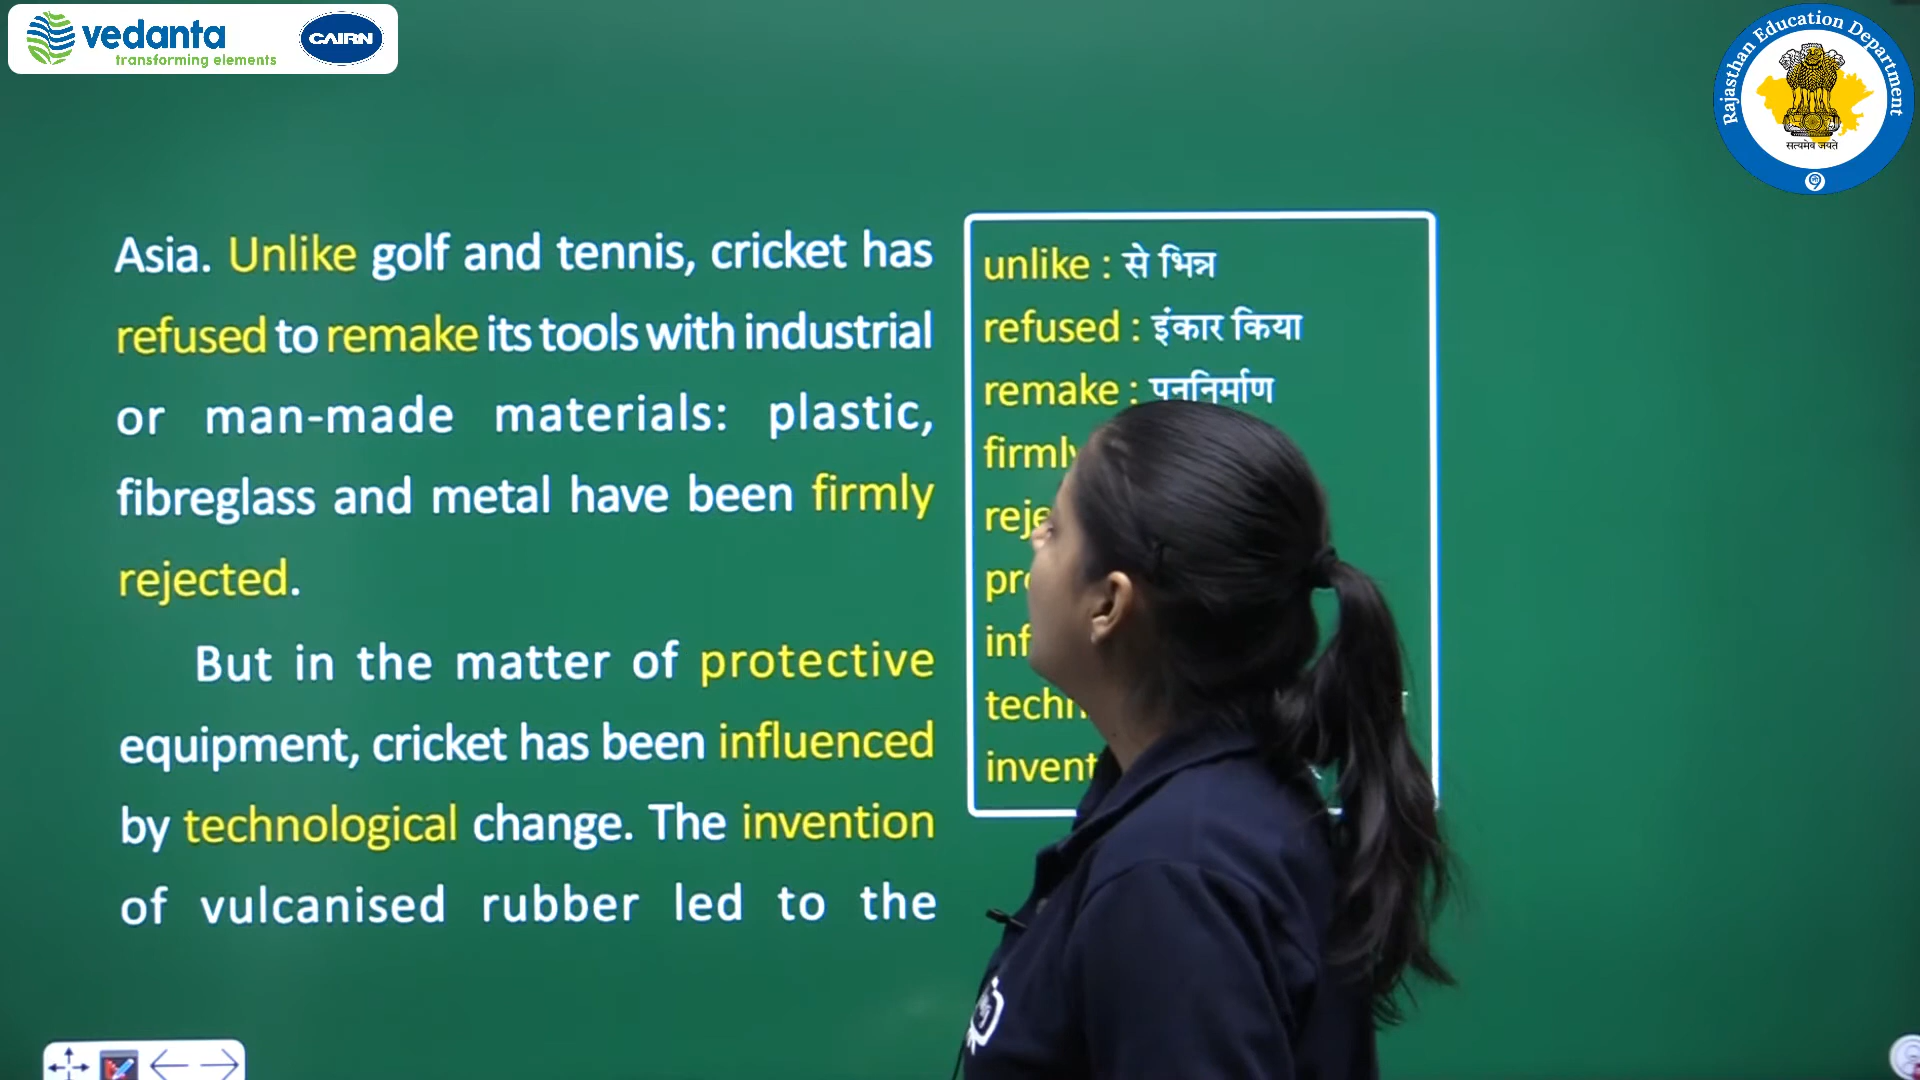 vedanta
transforming elements
CAIRN
Rajasthan Education Department
सत्यमेव जयते
Asia. Unlike golf and tennis, cricket has
refused to remake its tools with industrial
or man-made materials: plastic,
fibreglass and metal have been firmly
rejected.
But in the matter of protective
equipment, cricket has been influenced
by technological change. The invention
of vulcanised rubber led to the
unlike : से भिन्न
refused : इंकार किया
remake : पुनर्निर्माण
firmly